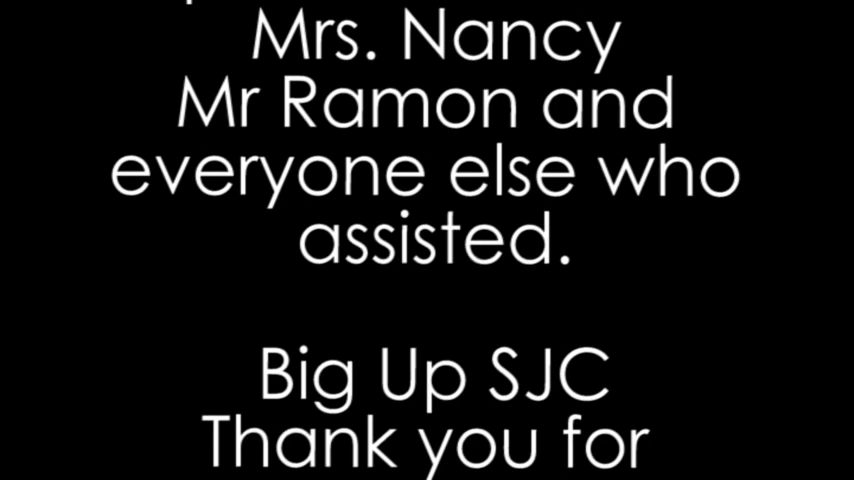 Mrs. Nancy
Mr Ramon and
everyone else who
assisted.
Big Up SJC
Thank you for